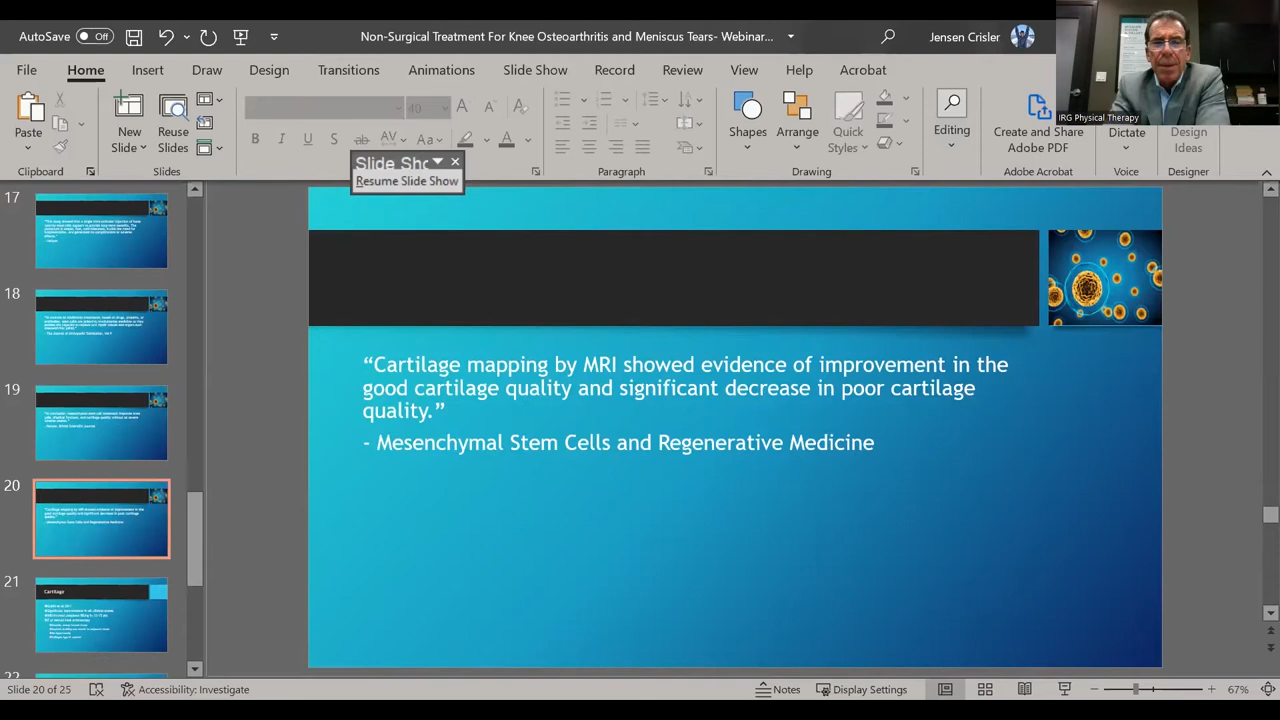 AutoSave Off Non-Surgical Treatment For Knee Osteoarthritis and Meniscus Tears- Webinar... Jensen Crisler
IRG Physical Therapy
File Home Insert Draw Design Transitions Animations Slide Show Record Review View Help Acrobat
40
Paste New Slide Reuse Slides Shapes Arrange Quick Styles Editing Create and Share Adobe PDF Dictate Design Ideas
Clipboard Slides Paragraph Drawing Adobe Acrobat Voice Designer
Resume Slide Show
17
18
19
20
21
Cartilage
“Cartilage mapping by MRI showed evidence of improvement in the
good cartilage quality and significant decrease in poor cartilage
quality.”
- Mesenchymal Stem Cells and Regenerative Medicine
Slide 20 of 25 Accessibility: Investigate Notes Display Settings 67%